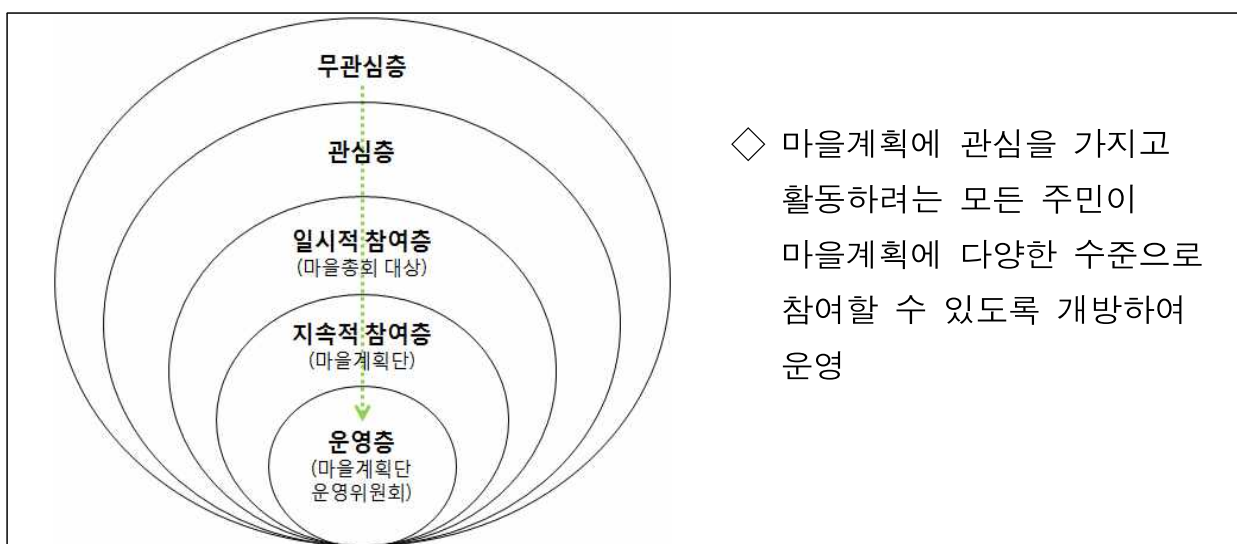 무관심층
관심층
일시적 참여층
(마을총회 대상)
지속적 참여층
(마을계획단)
운영층
(마을계획단
운영위원회)
◇ 마을계획에 관심을 가지고
활동하려는 모든 주민이
마을계획에 다양한 수준으로
참여할 수 있도록 개방하여
운영